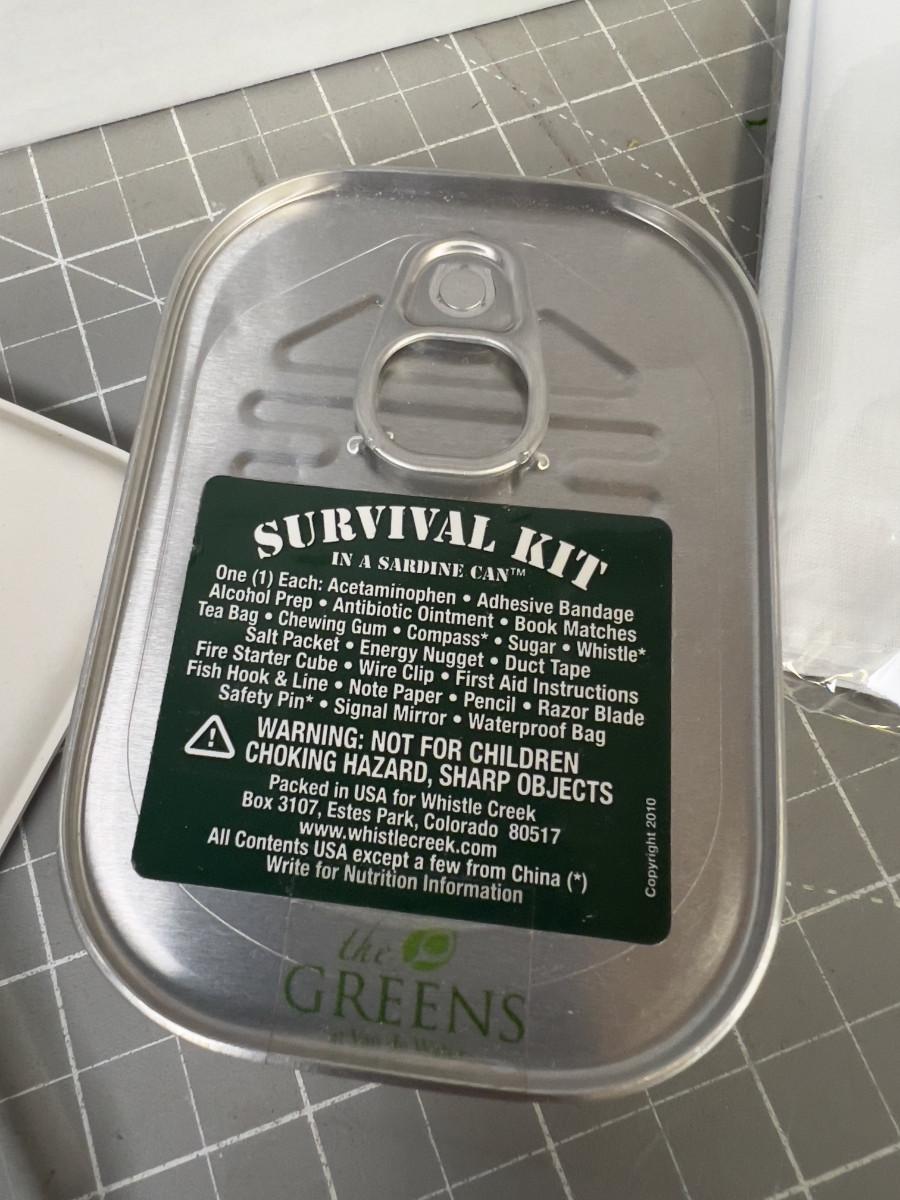 SURVIVAL KIT
IN A SARDINE CAN™
One (1) Each: Acetaminophen • Adhesive Bandage
Alcohol Prep • Antibiotic Ointment • Book Matches
Tea Bag • Chewing Gum • Compass* • Sugar • Whistle*
Salt Packet • Energy Nugget • Duct Tape
Fire Starter Cube • Wire Clip • First Aid Instructions
Fish Hook & Line • Note Paper • Pencil • Razor Blade
Safety Pin* • Signal Mirror • Waterproof Bag
WARNING: NOT FOR CHILDREN
CHOKING HAZARD, SHARP OBJECTS
Packed in USA for Whistle Creek
Box 3107, Estes Park, Colorado 80517
www.whistlecreek.com
All Contents USA except a few from China (*)
Write for Nutrition Information
Copyright 2010
the
GREENS
at Van de Water